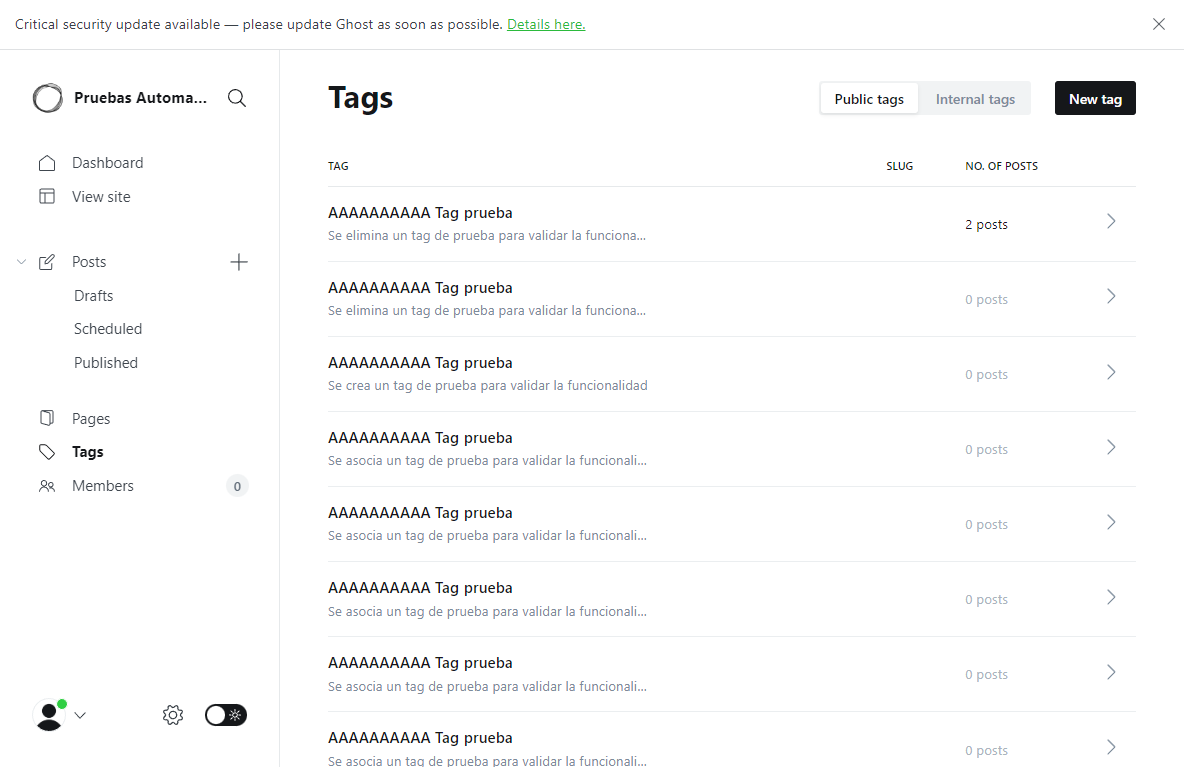 Critical security update available — please update Ghost as soon as possible. Details here.
Pruebas Automa...
Dashboard
View site
Posts
Drafts
Scheduled
Published
Pages
Tags
Members 0
Tags
Public tags Internal tags New tag
TAG SLUG NO. OF POSTS
AAAAAAAAAA Tag prueba
Se elimina un tag de prueba para validar la funciona...
2 posts
AAAAAAAAAA Tag prueba
Se elimina un tag de prueba para validar la funciona...
0 posts
AAAAAAAAAA Tag prueba
Se crea un tag de prueba para validar la funcionalidad
0 posts
AAAAAAAAAA Tag prueba
Se asocia un tag de prueba para validar la funcionali...
0 posts
AAAAAAAAAA Tag prueba
Se asocia un tag de prueba para validar la funcionali...
0 posts
AAAAAAAAAA Tag prueba
Se asocia un tag de prueba para validar la funcionali...
0 posts
AAAAAAAAAA Tag prueba
Se asocia un tag de prueba para validar la funcionali...
0 posts
AAAAAAAAAA Tag prueba
Se asocia un tag de prueba para validar la funcionali...
0 posts